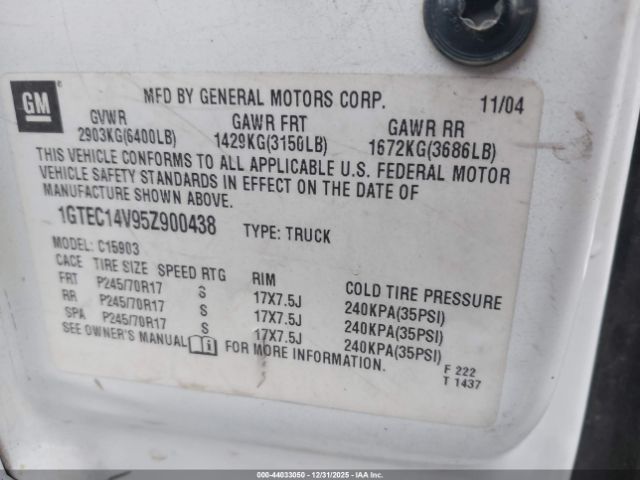 GM
MFD BY GENERAL MOTORS CORP. 11/04
GVWR GAWR FRT GAWR RR
2903KG(6400LB) 1429KG(3150LB) 1672KG(3686LB)
THIS VEHICLE CONFORMS TO ALL APPLICABLE U.S. FEDERAL MOTOR
VEHICLE SAFETY STANDARDS IN EFFECT ON THE DATE OF
MANUFACTURE SHOWN ABOVE.
1GTEC14V95Z900438 TYPE: TRUCK
MODEL: C15903
CACE TIRE SIZE SPEED RTG RIM COLD TIRE PRESSURE
FRT P245/70R17 S 17X7.5J 240KPA(35PSI)
RR P245/70R17 S 17X7.5J 240KPA(35PSI)
SPA P245/70R17 S 17X7.5J 240KPA(35PSI)
SEE OWNER'S MANUAL FOR MORE INFORMATION.
F 222
T 1437
000-44033050 - 12/31/2025 - IAA Inc.